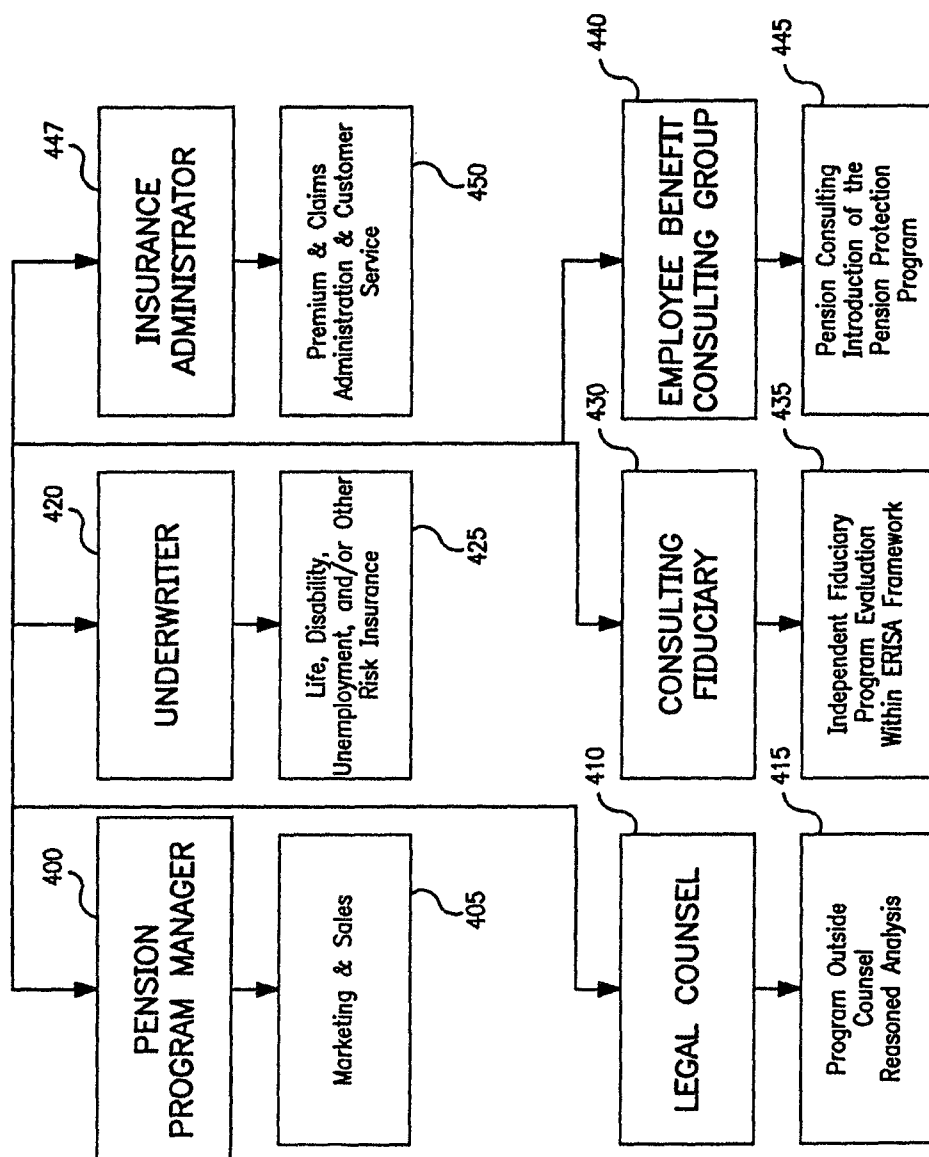 400
PENSION
PROGRAM MANAGER
Marketing & Sales
405
420
UNDERWRITER
Life, Disability,
Unemployment, and/or Other
Risk Insurance
425
447
INSURANCE
ADMINISTRATOR
Premium & Claims
Administration & Customer
Service
450
410
LEGAL COUNSEL
415
Program Outside
Counsel
Reasoned Analysis
430
CONSULTING
FIDUCIARY
435
Independent Fiduciary
Program Evaluation
Within ERISA Framework
440
EMPLOYEE BENEFIT
CONSULTING GROUP
445
Pension Consulting
Introduction of the
Pension Protection
Program